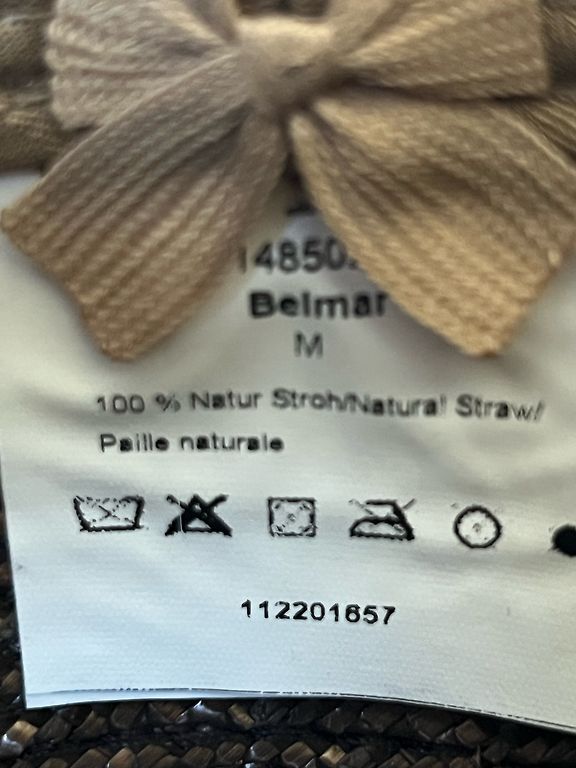 Belmar
M
100 % Natur Stroh/Natural Straw/
Paille naturale
112201657